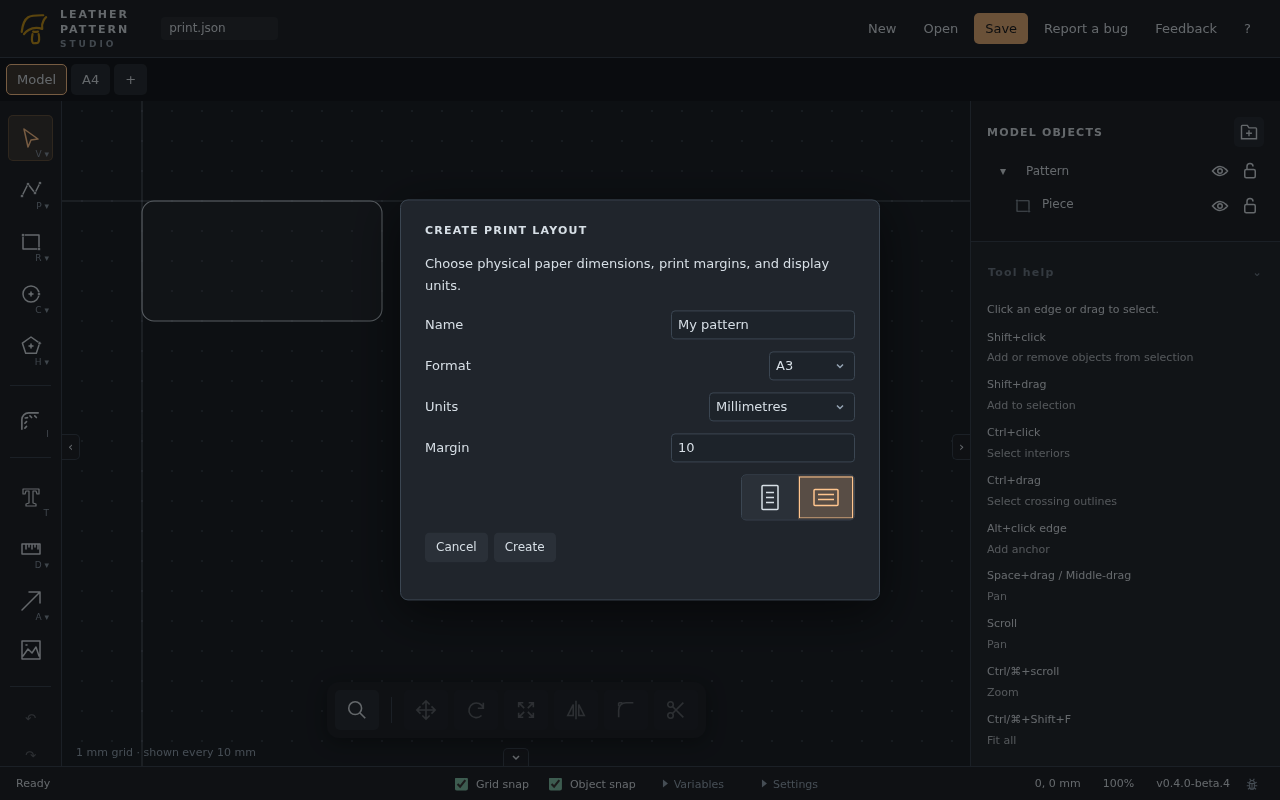 LEATHER
PATTERN
STUDIO
print.json
New
Open
Save
Report a bug
Feedback
?
Model
A4
+
V ▾
P ▾
R ▾
C ▾
H ▾
I
T
D ▾
A ▾
MODEL OBJECTS
▾ Pattern
Piece
Tool help
Click an edge or drag to select.
Shift+click
Add or remove objects from selection
Shift+drag
Add to selection
Ctrl+click
Select interiors
Ctrl+drag
Select crossing outlines
Alt+click edge
Add anchor
Space+drag / Middle-drag
Pan
Scroll
Pan
Ctrl/⌘+scroll
Zoom
Ctrl/⌘+Shift+F
Fit all
CREATE PRINT LAYOUT
Choose physical paper dimensions, print margins, and display
units.
Name
My pattern
Format
A3
Units
Millimetres
Margin
10
Cancel
Create
1 mm grid · shown every 10 mm
Ready
Grid snap
Object snap
Variables
Settings
0, 0 mm
100%
v0.4.0-beta.4